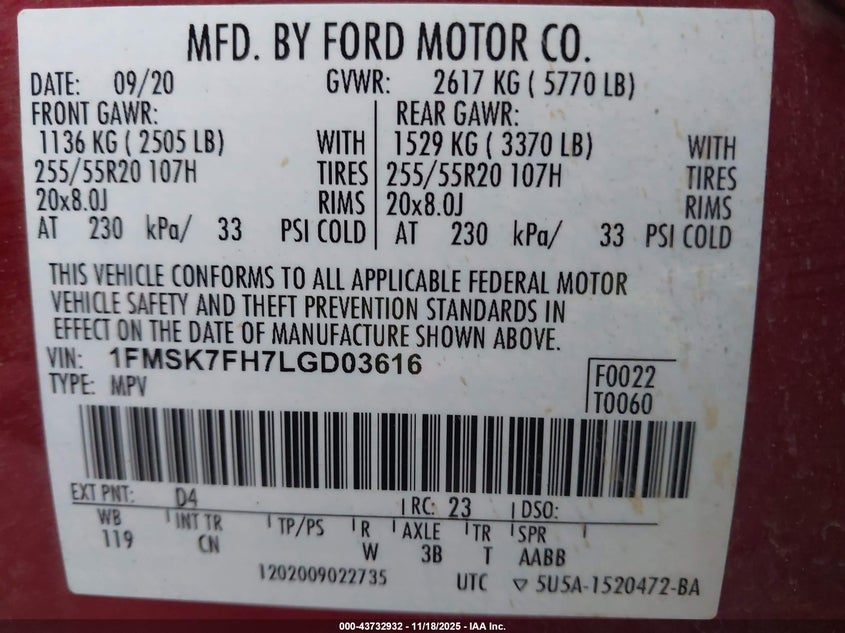 MFD. BY FORD MOTOR CO.
DATE: 09/20 GVWR: 2617 KG ( 5770 LB)
FRONT GAWR: REAR GAWR:
1136 KG ( 2505 LB) WITH 1529 KG ( 3370 LB) WITH
255/55R20 107H TIRES 255/55R20 107H TIRES
20x8.0J RIMS 20x8.0J RIMS
AT 230 kPa/ 33 PSI COLD AT 230 kPa/ 33 PSI COLD
THIS VEHICLE CONFORMS TO ALL APPLICABLE FEDERAL MOTOR
VEHICLE SAFETY AND THEFT PREVENTION STANDARDS IN
EFFECT ON THE DATE OF MANUFACTURE SHOWN ABOVE.
VIN: 1FMSK7FH7LGD03616
TYPE: MPV
F0022
T0060
EXT PNT: D4 RC: 23 DSO:
WB INT TR TP/PS R AXLE TR SPR
119 CN W 3B T AABB
1202009022735 UTC ▽ 5U5A-1520472-BA
000-43732932 - 11/18/2025 - IAA Inc.